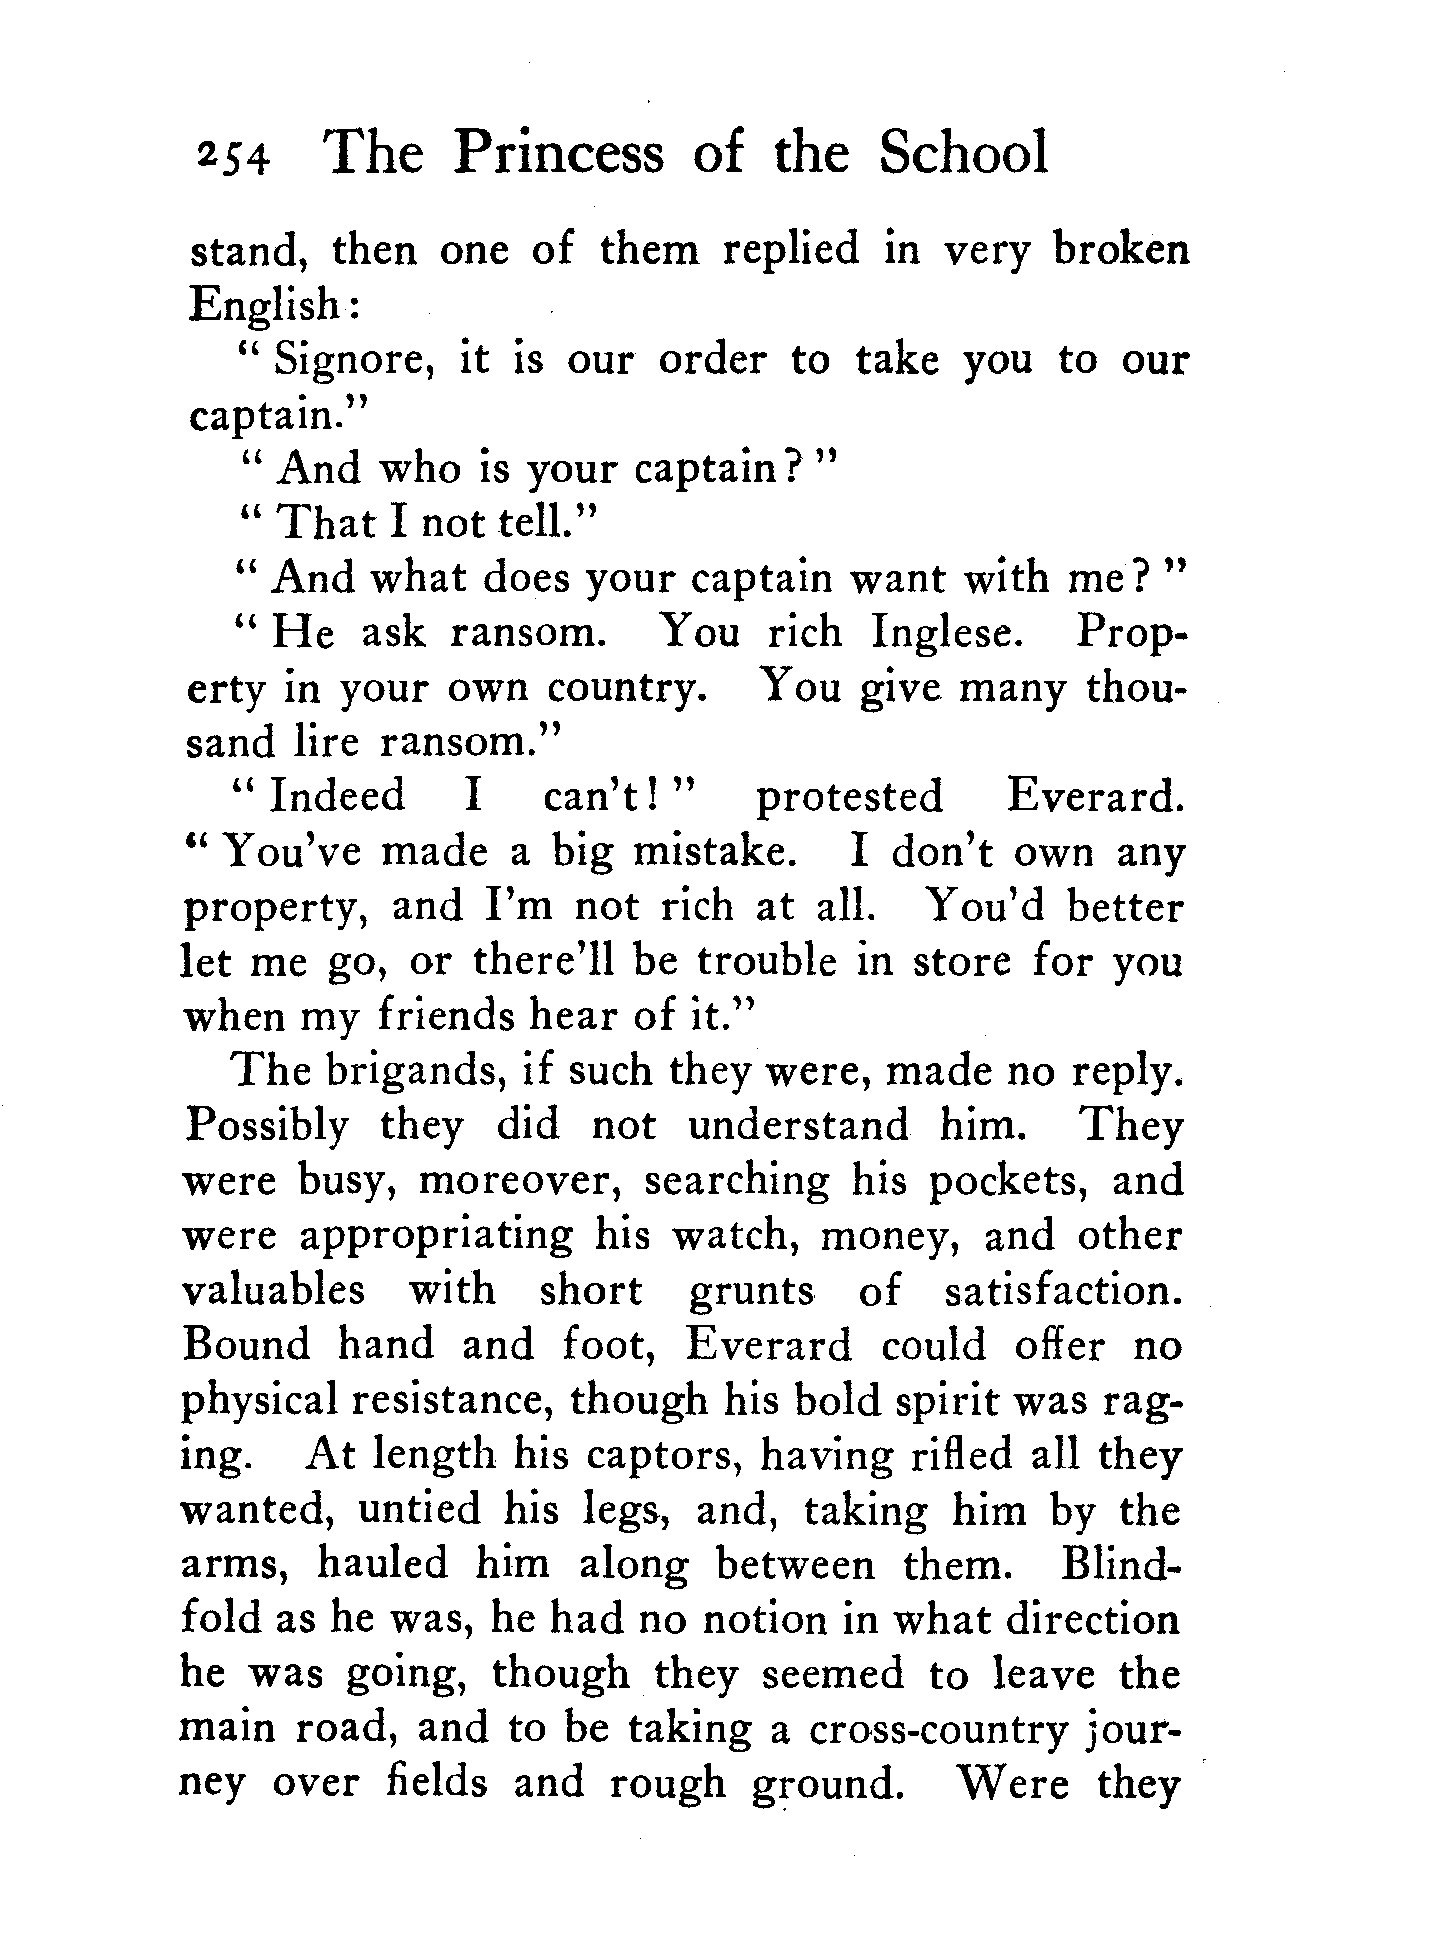 254 The Princess of the School
stand, then one of them replied in very broken
English:
“ Signore, it is our order to take you to our
captain.”
“ And who is your captain? ”
“ That I not tell.”
“ And what does your captain want with me? ”
“ He ask ransom. You rich Inglese. Prop-
erty in your own country. You give many thou-
sand lire ransom.”
“ Indeed I can’t! ” protested Everard.
“ You’ve made a big mistake. I don’t own any
property, and I’m not rich at all. You’d better
let me go, or there’ll be trouble in store for you
when my friends hear of it.”
The brigands, if such they were, made no reply.
Possibly they did not understand him. They
were busy, moreover, searching his pockets, and
were appropriating his watch, money, and other
valuables with short grunts of satisfaction.
Bound hand and foot, Everard could offer no
physical resistance, though his bold spirit was rag-
ing. At length his captors, having rifled all they
wanted, untied his legs, and, taking him by the
arms, hauled him along between them. Blind-
fold as he was, he had no notion in what direction
he was going, though they seemed to leave the
main road, and to be taking a cross-country jour-
ney over fields and rough ground. Were they